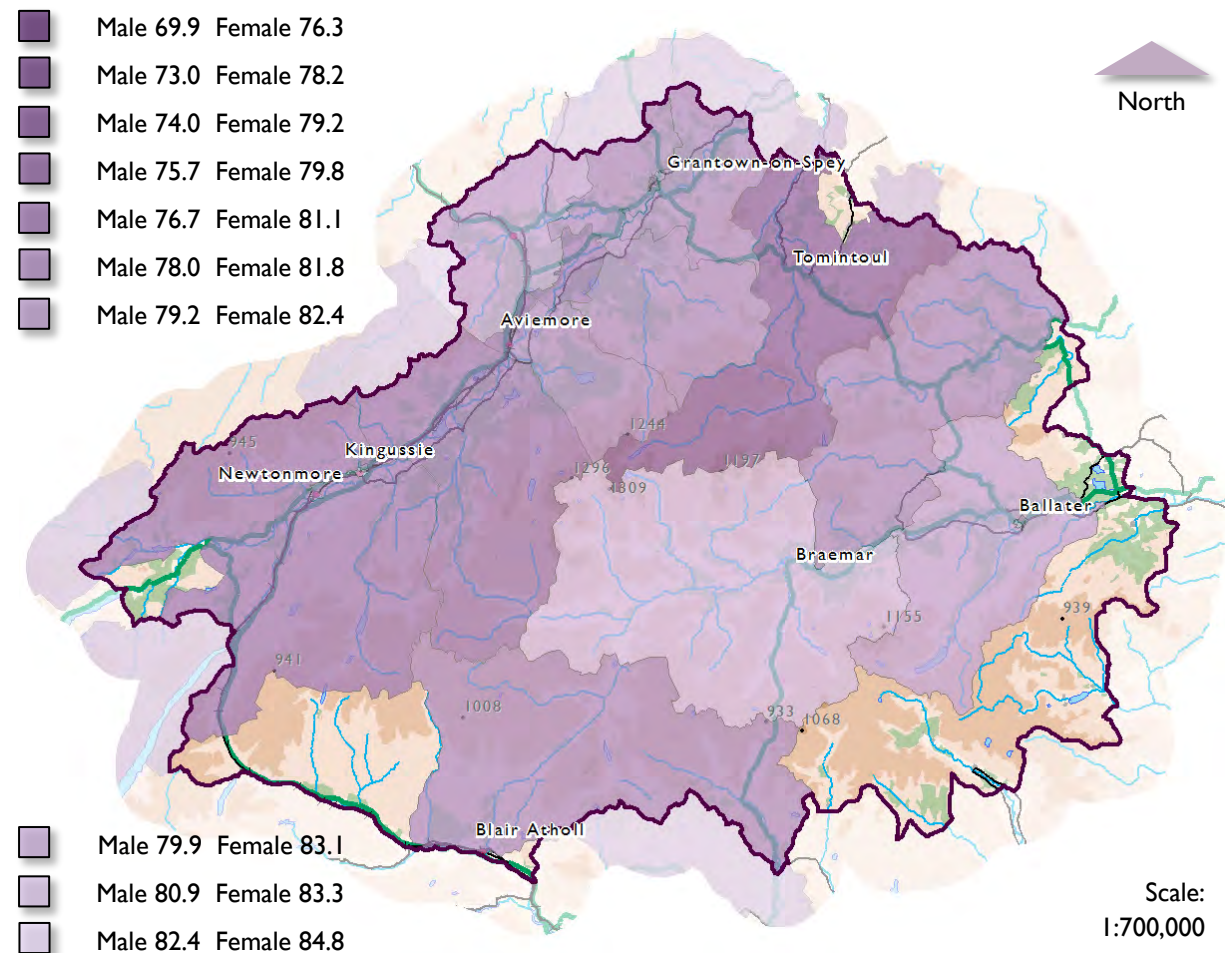 Male 69.9 Female 76.3
Male 73.0 Female 78.2
Male 74.0 Female 79.2
Male 75.7 Female 79.8
Male 76.7 Female 81.1
Male 78.0 Female 81.8
Male 79.2 Female 82.4
North
Grantown-on-Spey
Tomintoul
Aviemore
1244
945
Kingussie
1197
1296
Newtonmore
1309
Ballater
Braemar
1155
939
941
1008
933
1068
Blair Atholl
Male 79.9 Female 83.1
Male 80.9 Female 83.3
Male 82.4 Female 84.8
Scale:
1:700,000